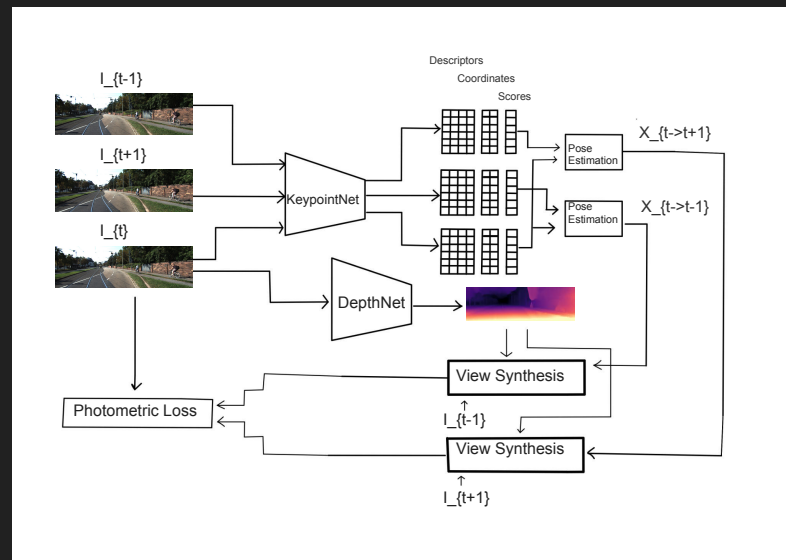 Descriptors
Coordinates
Scores
I_{t-1}
I_{t+1}
I_{t}
KeypointNet
Pose
Estimation
X_{t->t+1}
Pose
Estimation
X_{t->t-1}
DepthNet
View Synthesis
I_{t-1}
Photometric Loss
View Synthesis
I_{t+1}